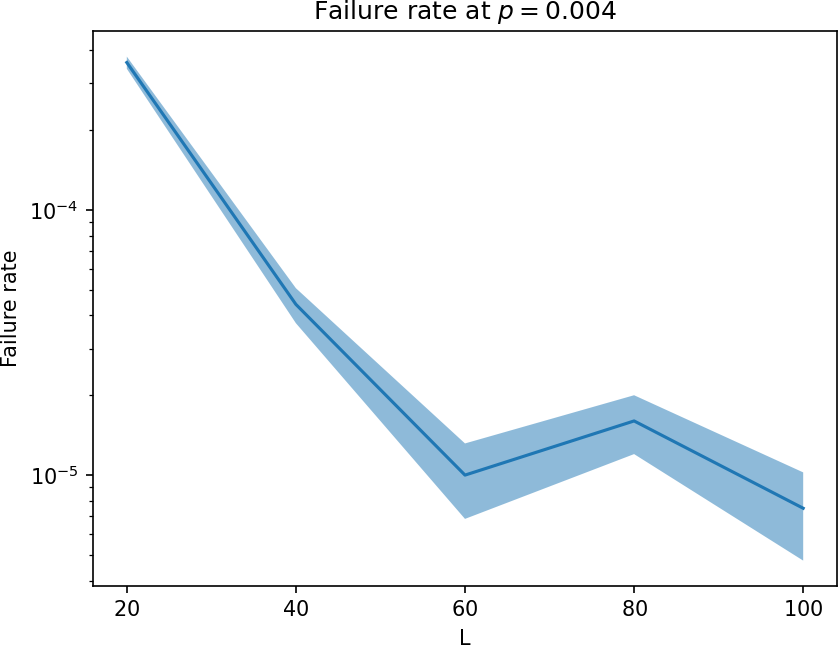 Failure rate at p = 0.004
10⁻⁴
10⁻⁵
Failure rate
20 40 60 80 100
L